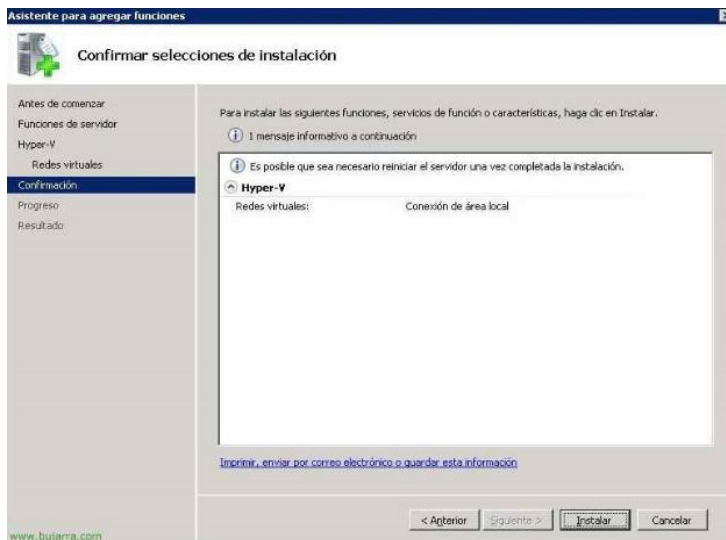 Asistente para agregar funciones
Confirmar selecciones de instalación
Antes de comenzar
Funciones de servidor
Hyper-V
Redes virtuales
Confirmación
Progreso
Resultado
Para instalar las siguientes funciones, servicios de función o características, haga clic en Instalar.
1 mensaje informativo a continuación
Es posible que sea necesario reiniciar el servidor una vez completada la instalación.
Hyper-V
Redes virtuales: Conexión de área local
Imprimir, enviar por correo electrónico o guardar esta información
< Anterior Siguiente > Instalar Cancelar
www.bujarra.com